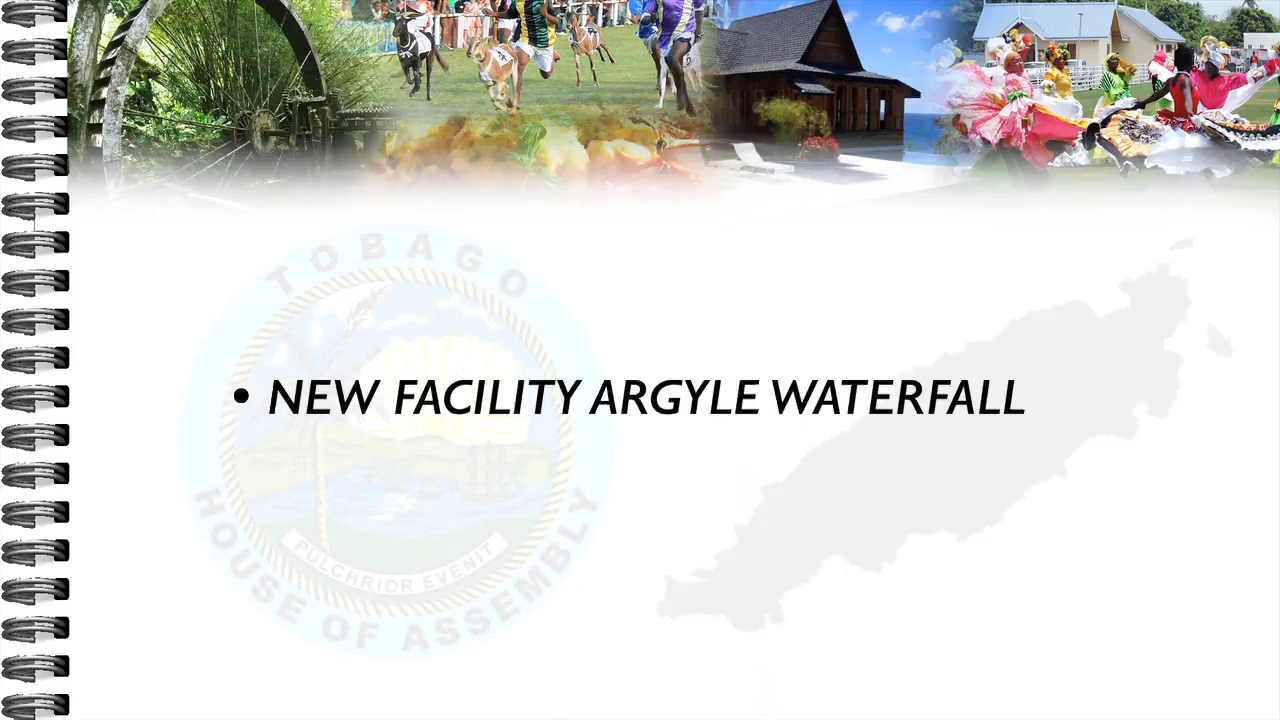 TOBAGO
• NEW FACILITY ARGYLE WATERFALL
PULCHRIOR EVENIT
HOUSE OF ASSEMBLY